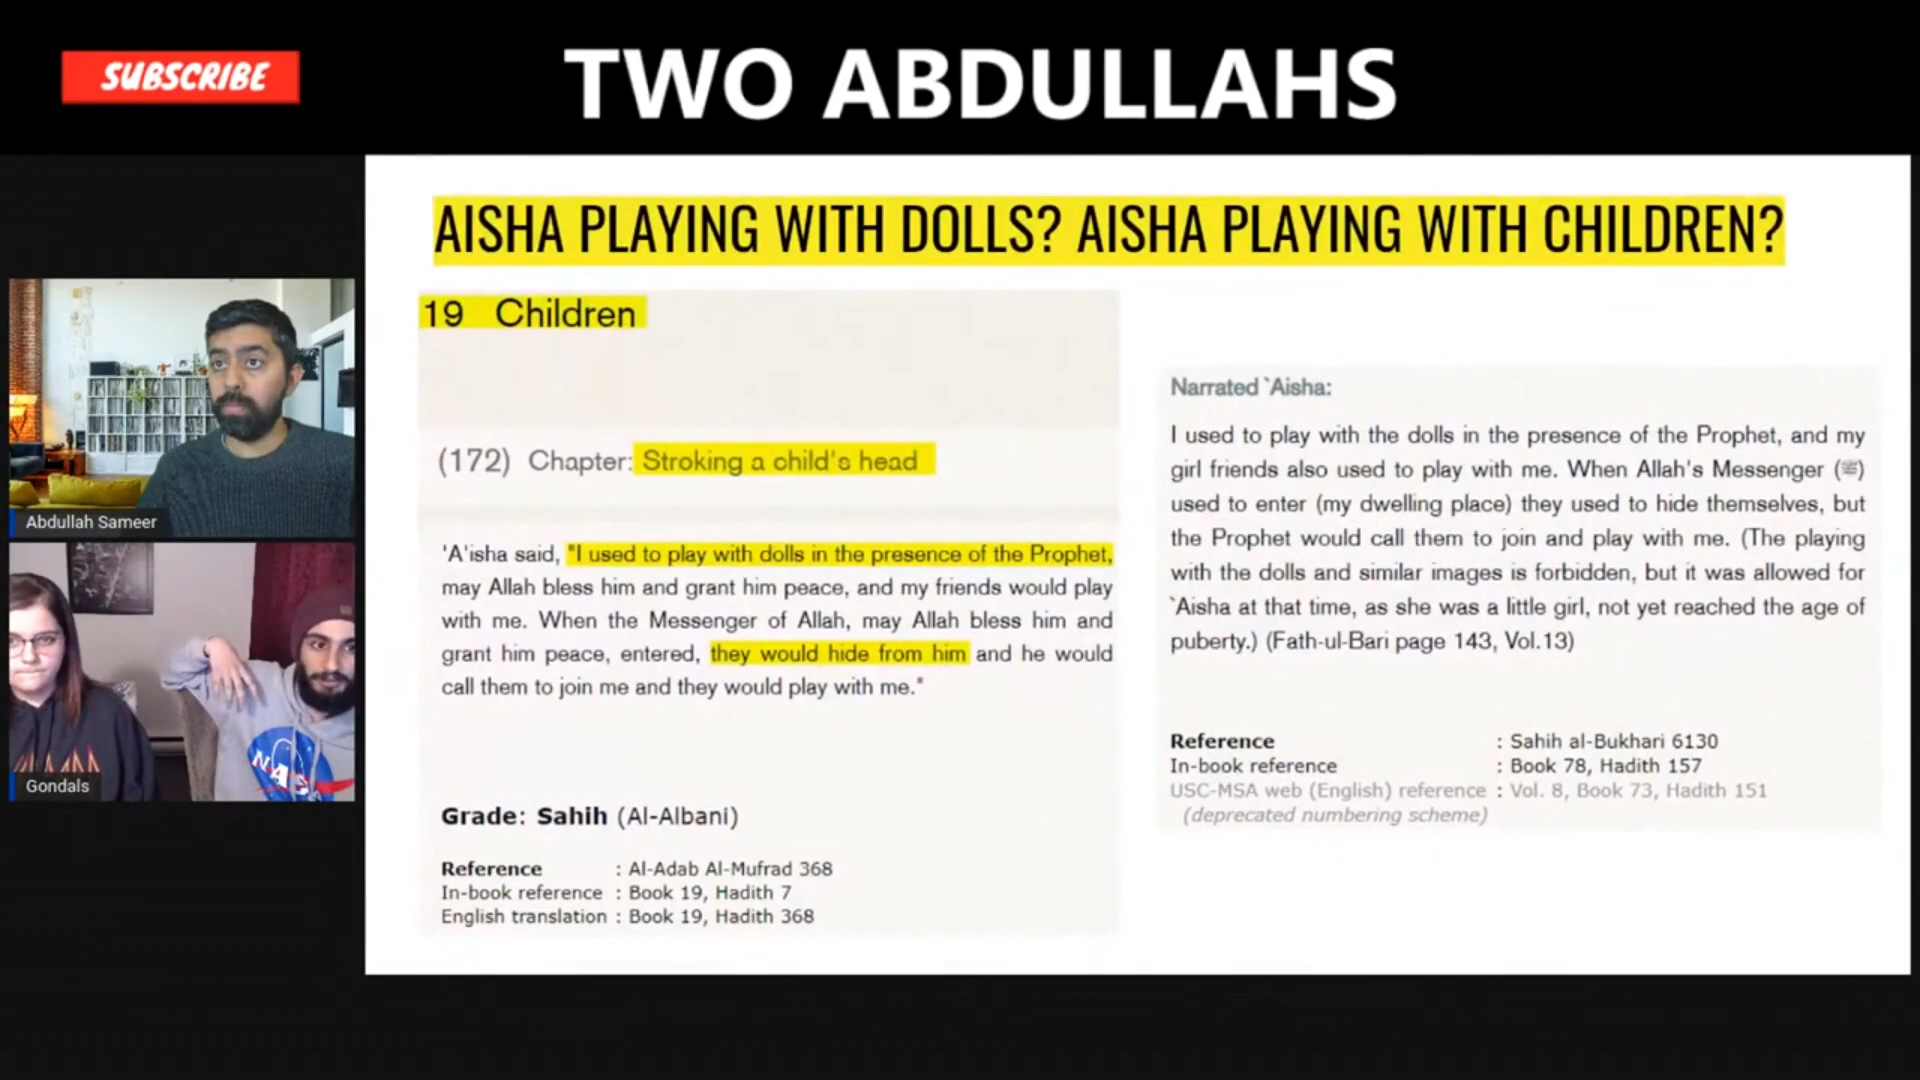 SUBSCRIBE
TWO ABDULLAHS
AISHA PLAYING WITH DOLLS? AISHA PLAYING WITH CHILDREN?
19 Children
(172) Chapter: Stroking a child's head
'A'isha said, "I used to play with dolls in the presence of the Prophet,
may Allah bless him and grant him peace, and my friends would play
with me. When the Messenger of Allah, may Allah bless him and
grant him peace, entered, they would hide from him and he would
call them to join me and they would play with me."
Grade: Sahih (Al-Albani)
Reference : Al-Adab Al-Mufrad 368
In-book reference : Book 19, Hadith 7
English translation : Book 19, Hadith 368
Narrated `Aisha:
I used to play with the dolls in the presence of the Prophet, and my
girl friends also used to play with me. When Allah's Messenger (ﷺ)
used to enter (my dwelling place) they used to hide themselves, but
the Prophet would call them to join and play with me. (The playing
with the dolls and similar images is forbidden, but it was allowed for
`Aisha at that time, as she was a little girl, not yet reached the age of
puberty.) (Fath-ul-Bari page 143, Vol.13)
Reference : Sahih al-Bukhari 6130
In-book reference : Book 78, Hadith 157
USC-MSA web (English) reference : Vol. 8, Book 73, Hadith 151
(deprecated numbering scheme)
Abdullah Sameer
NASA
Gondals